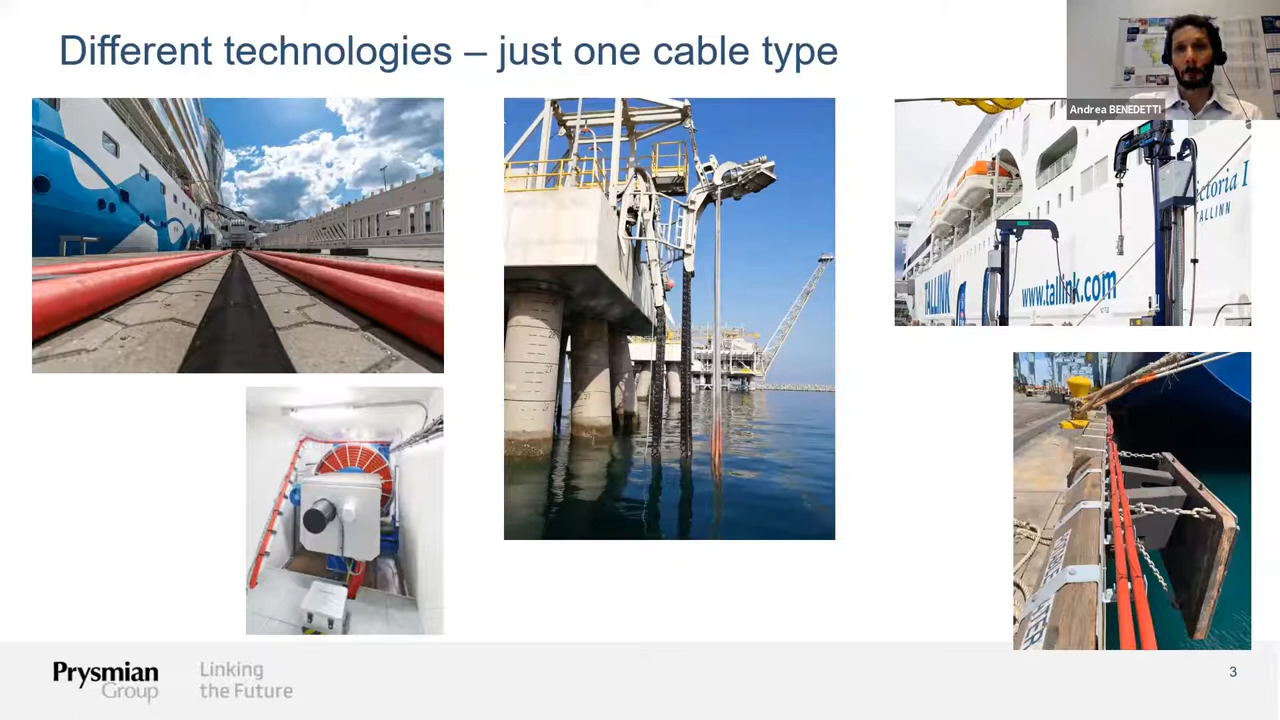 Different technologies – just one cable type
Andrea BENEDETTI
ctoria I
TALLINN
TALLINK
www.tallink.com
Prysmian
Group
Linking
the Future
3